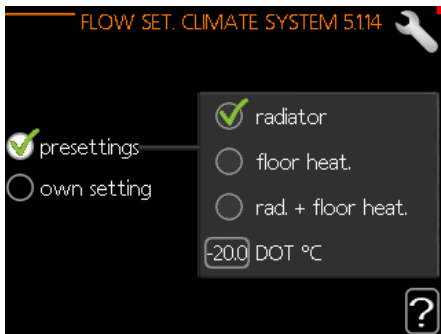 FLOW SET. CLIMATE SYSTEM 5.1.14
presettings
own setting
radiator
floor heat.
rad. + floor heat.
-20.0 DOT °C
?